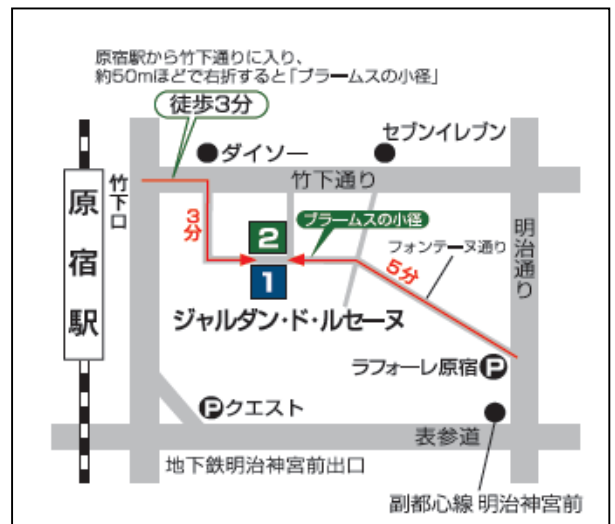 原宿駅から竹下通りに入り、
約50mほどで右折すると「ブラームスの小径」
徒歩3分
セブンイレブン
ダイソー
竹下通り
竹下口
原宿駅
3分
2
ブラームスの小径
1
フォンテーヌ通り
5分
明治通り
ジャルダン・ド・ルセーヌ
ラフォーレ原宿P
Pクエスト
表参道
地下鉄明治神宮前出口
副都心線 明治神宮前